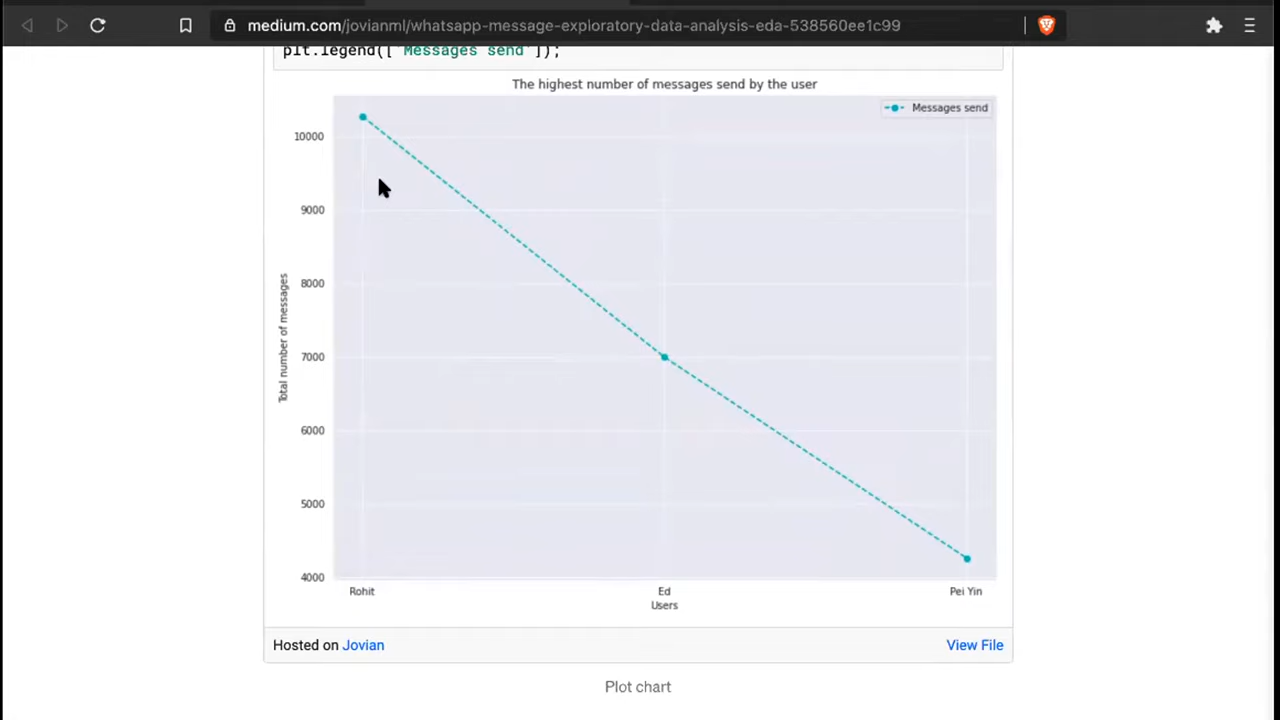 medium.com/jovianml/whatsapp-message-exploratory-data-analysis-eda-538560ee1c99
plt.legend(['Messages send']);
The highest number of messages send by the user
Messages send
10000
9000
8000
7000
6000
5000
4000
Total number of messages
Rohit
Ed
Pei Yin
Users
Hosted on Jovian
View File
Plot chart